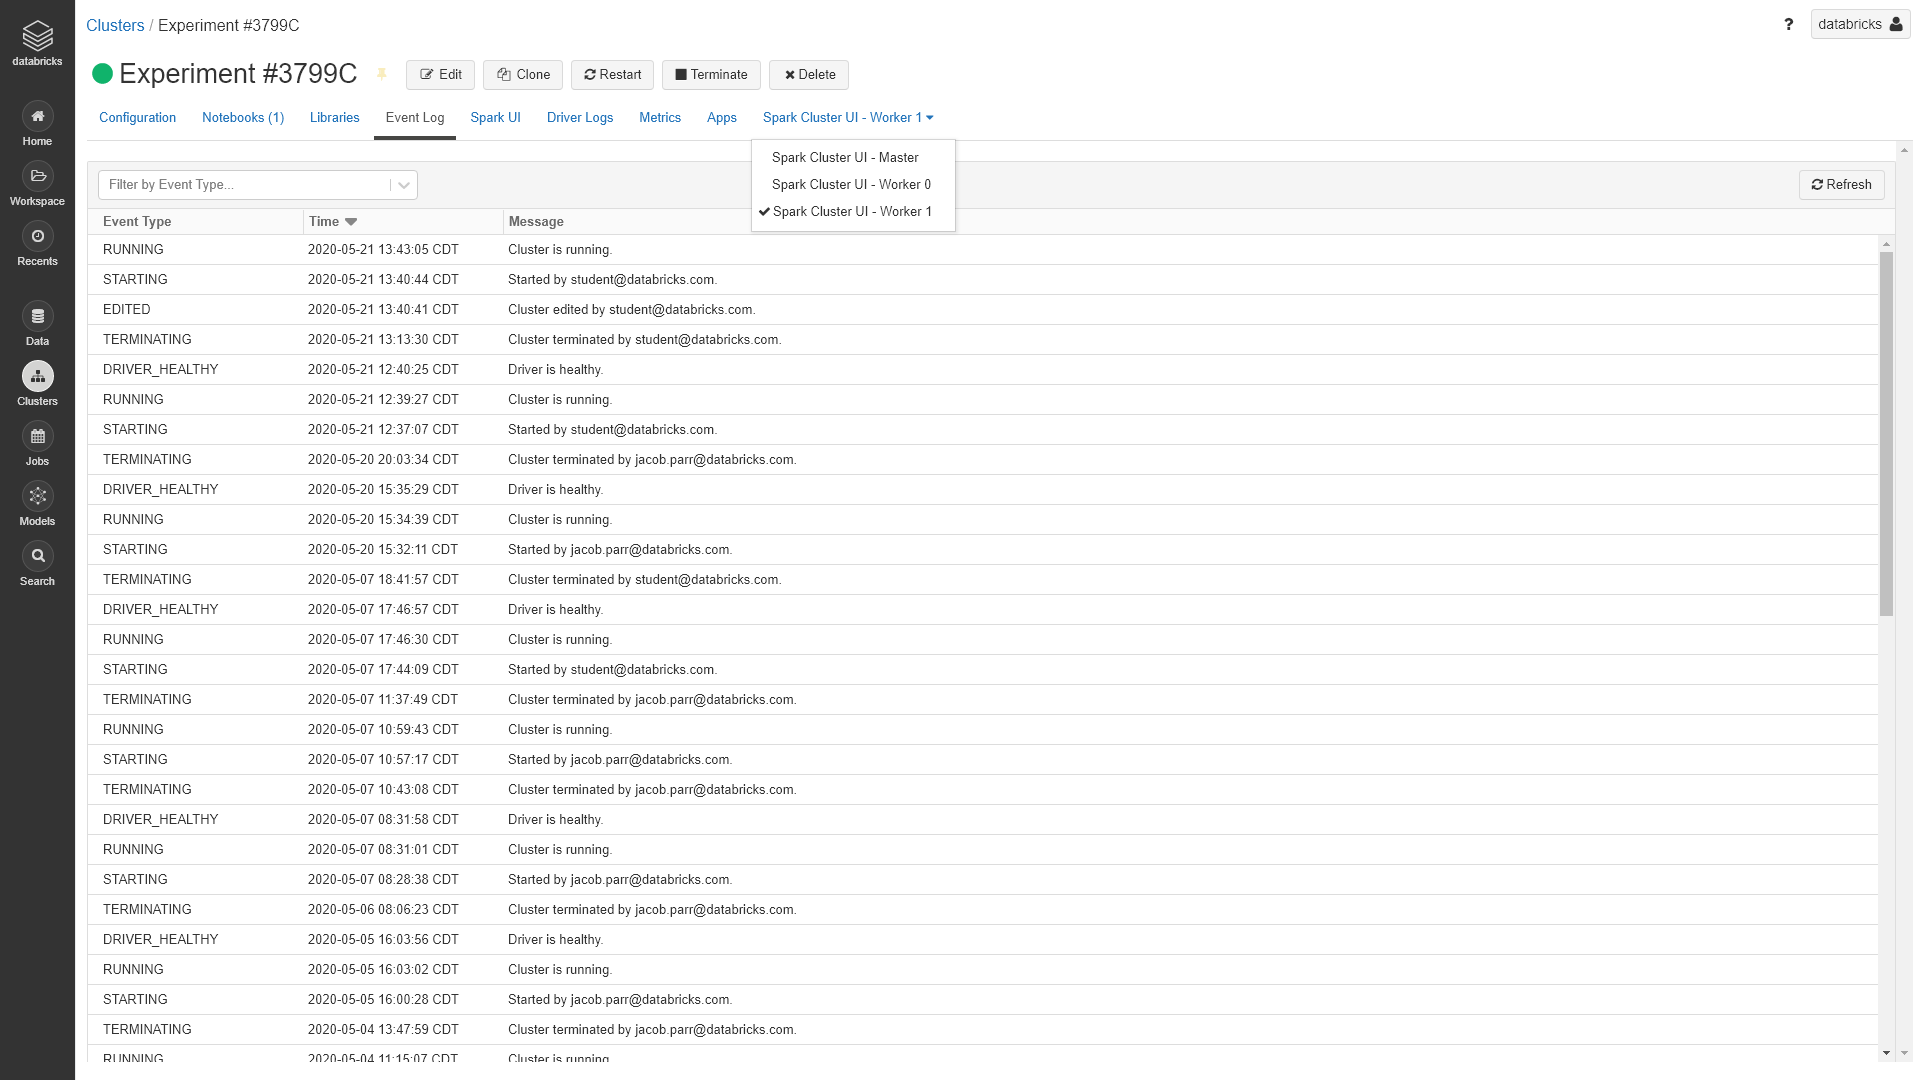 databricks
Home
Workspace
Recents
Data
Clusters
Jobs
Models
Search
Clusters / Experiment #3799C
? databricks
Experiment #3799C Edit Clone Restart Terminate Delete
Configuration Notebooks (1) Libraries Event Log Spark UI Driver Logs Metrics Apps Spark Cluster UI - Worker 1
Spark Cluster UI - Master
Spark Cluster UI - Worker 0
Spark Cluster UI - Worker 1
Filter by Event Type... Refresh
Event Type Time Message
RUNNING 2020-05-21 13:43:05 CDT Cluster is running.
STARTING 2020-05-21 13:40:44 CDT Started by student@databricks.com.
EDITED 2020-05-21 13:40:41 CDT Cluster edited by student@databricks.com.
TERMINATING 2020-05-21 13:13:30 CDT Cluster terminated by student@databricks.com.
DRIVER_HEALTHY 2020-05-21 12:40:25 CDT Driver is healthy.
RUNNING 2020-05-21 12:39:27 CDT Cluster is running.
STARTING 2020-05-21 12:37:07 CDT Started by student@databricks.com.
TERMINATING 2020-05-20 20:03:34 CDT Cluster terminated by jacob.parr@databricks.com.
DRIVER_HEALTHY 2020-05-20 15:35:29 CDT Driver is healthy.
RUNNING 2020-05-20 15:34:39 CDT Cluster is running.
STARTING 2020-05-20 15:32:11 CDT Started by jacob.parr@databricks.com.
TERMINATING 2020-05-07 18:41:57 CDT Cluster terminated by student@databricks.com.
DRIVER_HEALTHY 2020-05-07 17:46:57 CDT Driver is healthy.
RUNNING 2020-05-07 17:46:30 CDT Cluster is running.
STARTING 2020-05-07 17:44:09 CDT Started by student@databricks.com.
TERMINATING 2020-05-07 11:37:49 CDT Cluster terminated by jacob.parr@databricks.com.
RUNNING 2020-05-07 10:59:43 CDT Cluster is running.
STARTING 2020-05-07 10:57:17 CDT Started by jacob.parr@databricks.com.
TERMINATING 2020-05-07 10:43:08 CDT Cluster terminated by jacob.parr@databricks.com.
DRIVER_HEALTHY 2020-05-07 08:31:58 CDT Driver is healthy.
RUNNING 2020-05-07 08:31:01 CDT Cluster is running.
STARTING 2020-05-07 08:28:38 CDT Started by jacob.parr@databricks.com.
TERMINATING 2020-05-06 08:06:23 CDT Cluster terminated by jacob.parr@databricks.com.
DRIVER_HEALTHY 2020-05-05 16:03:56 CDT Driver is healthy.
RUNNING 2020-05-05 16:03:02 CDT Cluster is running.
STARTING 2020-05-05 16:00:28 CDT Started by jacob.parr@databricks.com.
TERMINATING 2020-05-04 13:47:59 CDT Cluster terminated by jacob.parr@databricks.com.
RUNNING 2020-05-04 11:15:07 CDT Cluster is running.